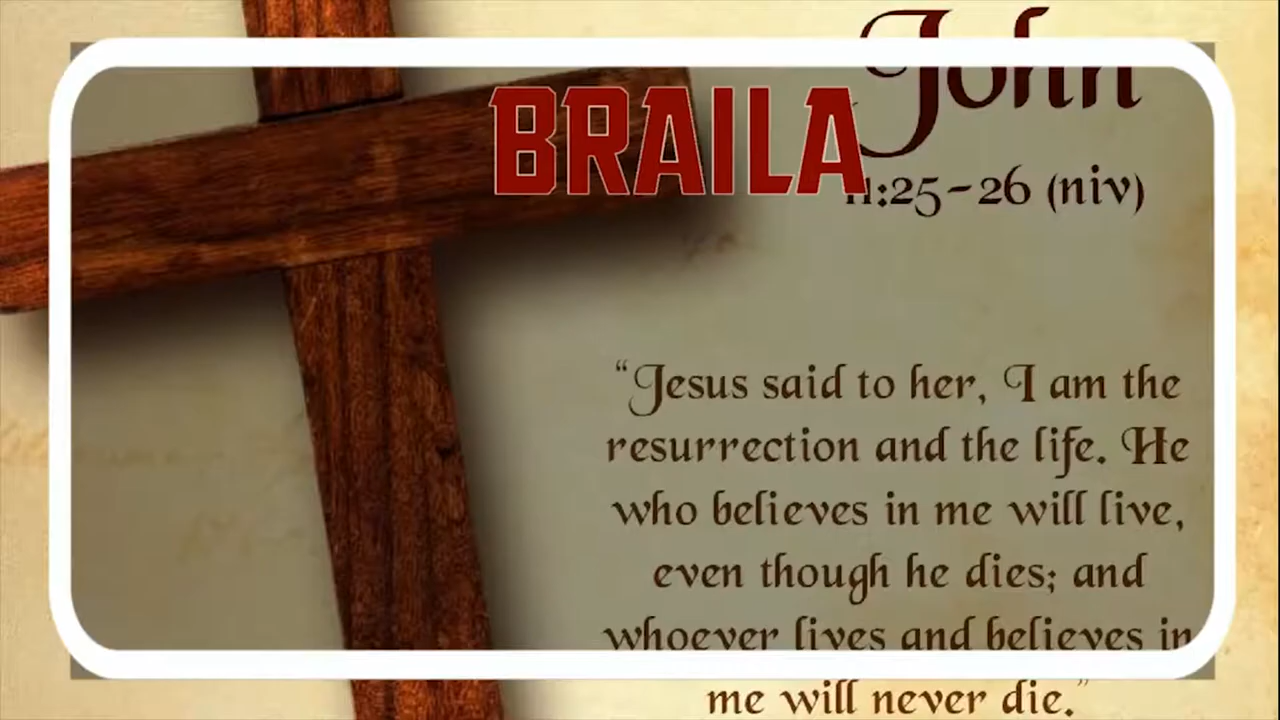 John
BRAILA
11:25-26 (niv)
“Jesus said to her, I am the
resurrection and the life. He
who believes in me will live,
even though he dies; and
whoever lives and believes in
me will never die.”